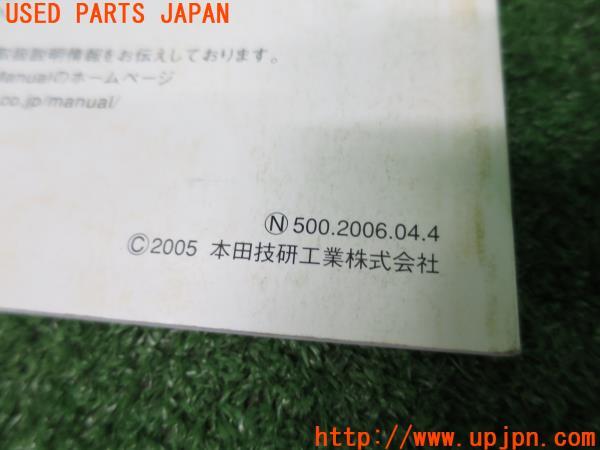 USED PARTS JAPAN
取扱説明情報をお伝えしております。
Manualのホームページ
.co.jp/manual/
Ⓝ 500.2006.04.4
©2005 本田技研工業株式会社
http://www.upjpn.com